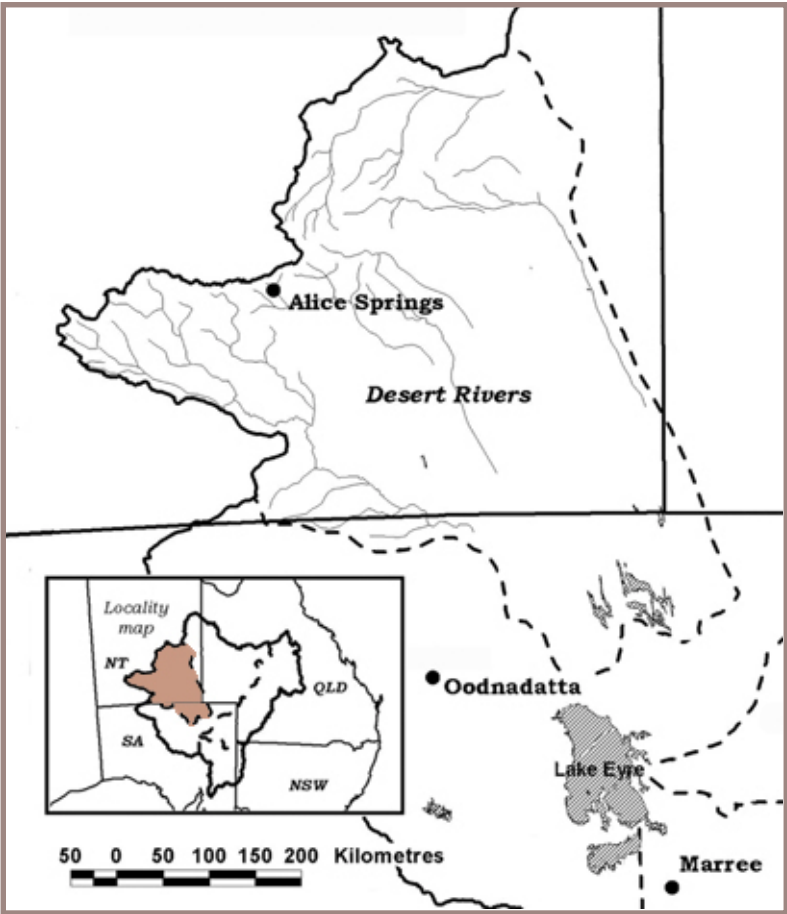 Alice Springs
Desert Rivers
Locality
map
NT
QLD
SA
NSW
Oodnadatta
Lake Eyre
50 0 50 100 150 200 Kilometres
Marree